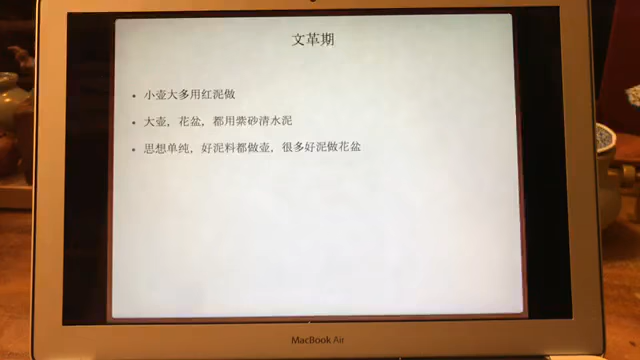 文革期
• 小壶大多用红泥做
• 大壶，花盆，都用紫砂清水泥
• 思想单纯，好泥料都做壶，很多好泥做花盆
MacBook Air